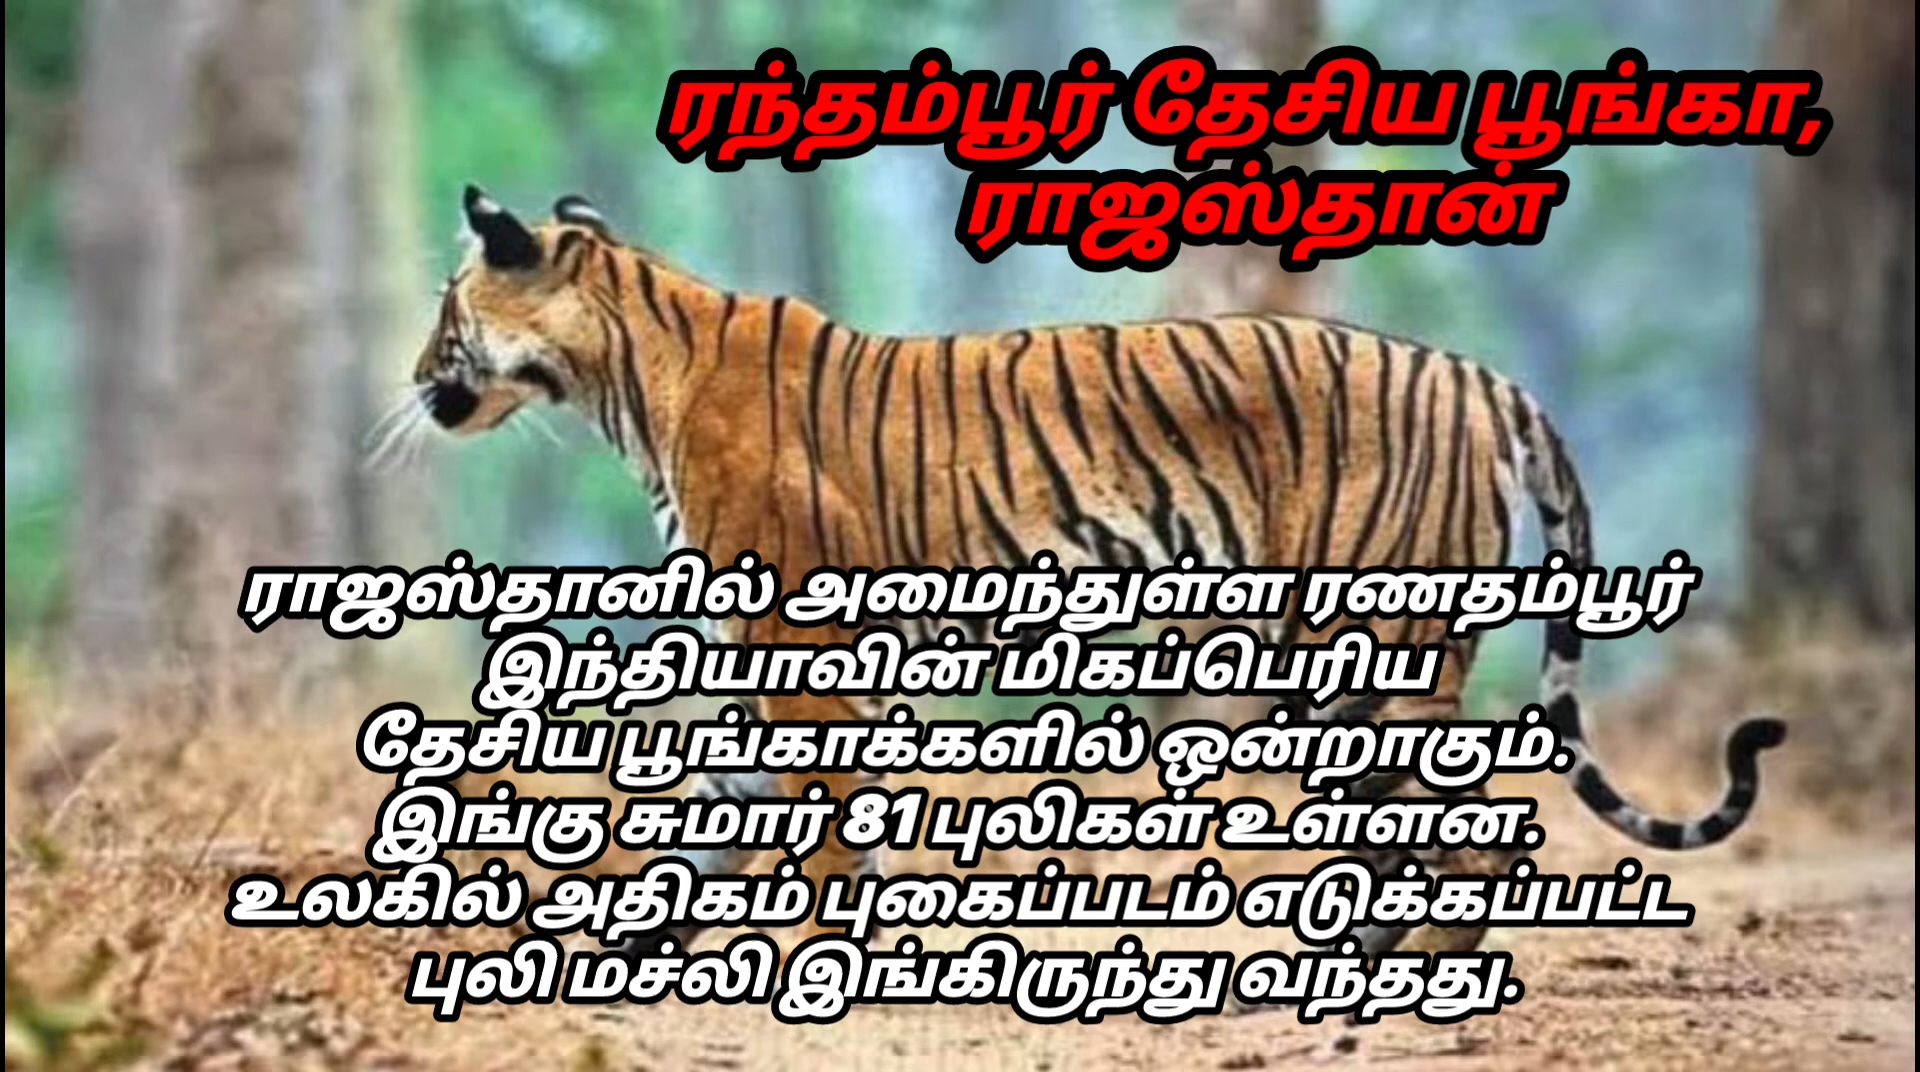 ரந்தம்பூர் தேசிய பூங்கா,
ராஜஸ்தான்
ராஜஸ்தானில் அமைந்துள்ள ரணதம்பூர்
இந்தியாவின் மிகப்பெரிய
தேசிய பூங்காக்களில் ஒன்றாகும்.
இங்கு சுமார் 81 புலிகள் உள்ளன.
உலகில் அதிகம் புகைப்படம் எடுக்கப்பட்ட
புலி மச்லி இங்கிருந்து வந்தது.